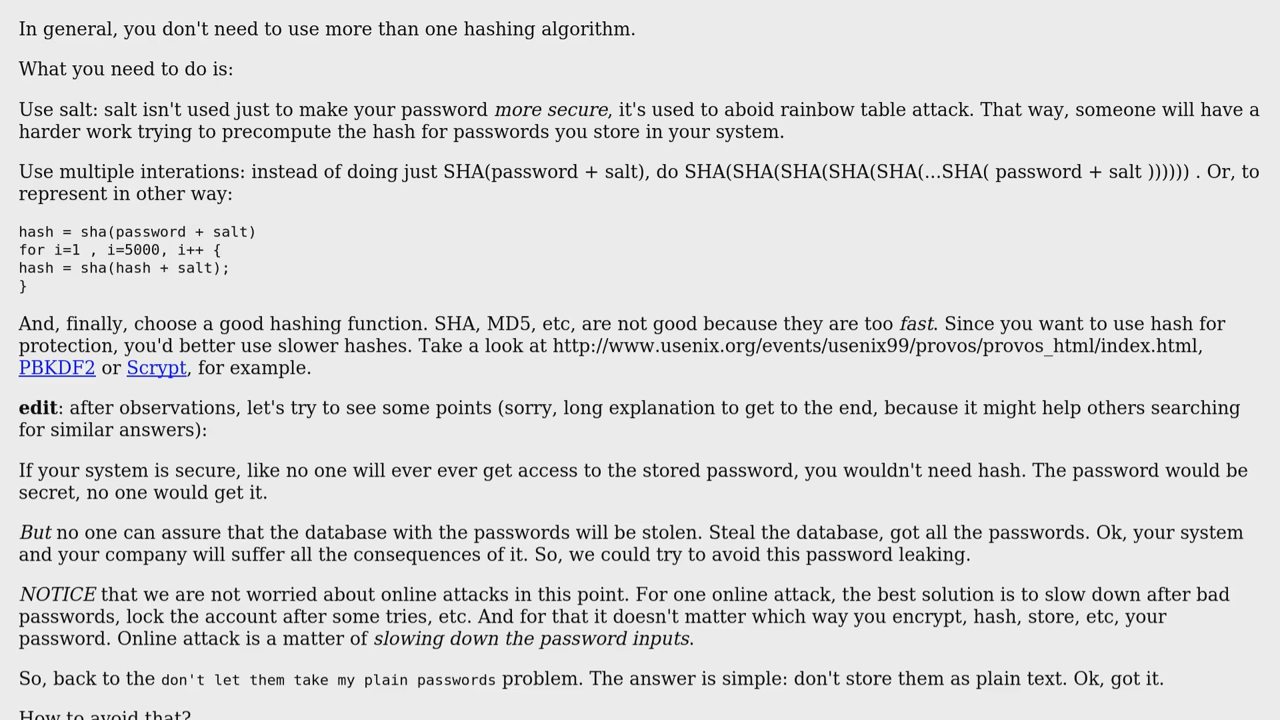 In general, you don't need to use more than one hashing algorithm.
What you need to do is:
Use salt: salt isn't used just to make your password more secure, it's used to aboid rainbow table attack. That way, someone will have a
harder work trying to precompute the hash for passwords you store in your system.
Use multiple interations: instead of doing just SHA(password + salt), do SHA(SHA(SHA(SHA(SHA(...SHA( password + salt )))))) . Or, to
represent in other way:
hash = sha(password + salt)
for i=1 , i=5000, i++ {
hash = sha(hash + salt);
}
And, finally, choose a good hashing function. SHA, MD5, etc, are not good because they are too fast. Since you want to use hash for
protection, you'd better use slower hashes. Take a look at http://www.usenix.org/events/usenix99/provos/provos_html/index.html,
PBKDF2 or Scrypt, for example.
edit: after observations, let's try to see some points (sorry, long explanation to get to the end, because it might help others searching
for similar answers):
If your system is secure, like no one will ever ever get access to the stored password, you wouldn't need hash. The password would be
secret, no one would get it.
But no one can assure that the database with the passwords will be stolen. Steal the database, got all the passwords. Ok, your system
and your company will suffer all the consequences of it. So, we could try to avoid this password leaking.
NOTICE that we are not worried about online attacks in this point. For one online attack, the best solution is to slow down after bad
passwords, lock the account after some tries, etc. And for that it doesn't matter which way you encrypt, hash, store, etc, your
password. Online attack is a matter of slowing down the password inputs.
So, back to the don't let them take my plain passwords problem. The answer is simple: don't store them as plain text. Ok, got it.
How to avoid that?